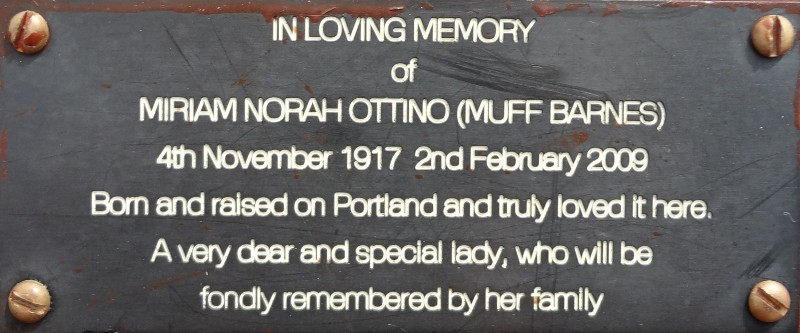 IN LOVING MEMORY
of
MIRIAM NORAH OTTINO (MUFF BARNES)
4th November 1917 2nd February 2009
Born and raised on Portland and truly loved it here.
A very dear and special lady, who will be
fondly remembered by her family